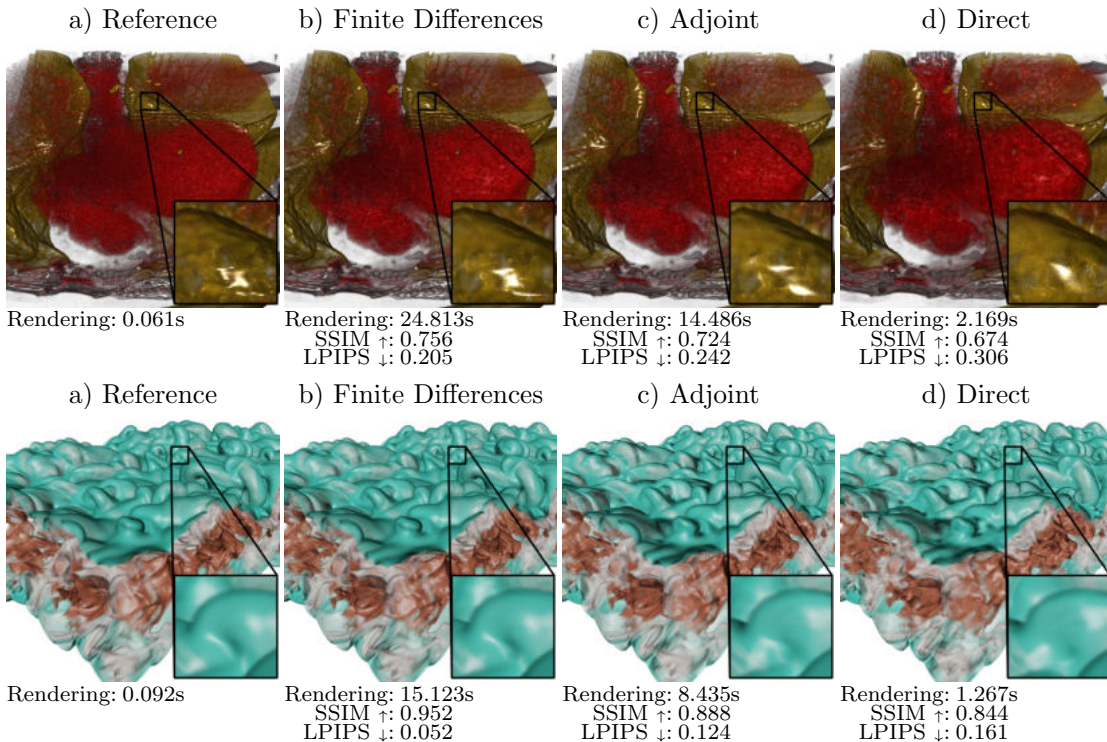 a) Reference
b) Finite Differences
c) Adjoint
d) Direct
Rendering: 0.061s
Rendering: 24.813s
SSIM ↑: 0.756
LPIPS ↓: 0.205
Rendering: 14.486s
SSIM ↑: 0.724
LPIPS ↓: 0.242
Rendering: 2.169s
SSIM ↑: 0.674
LPIPS ↓: 0.306
a) Reference
b) Finite Differences
c) Adjoint
d) Direct
Rendering: 0.092s
Rendering: 15.123s
SSIM ↑: 0.952
LPIPS ↓: 0.052
Rendering: 8.435s
SSIM ↑: 0.888
LPIPS ↓: 0.124
Rendering: 1.267s
SSIM ↑: 0.844
LPIPS ↓: 0.161